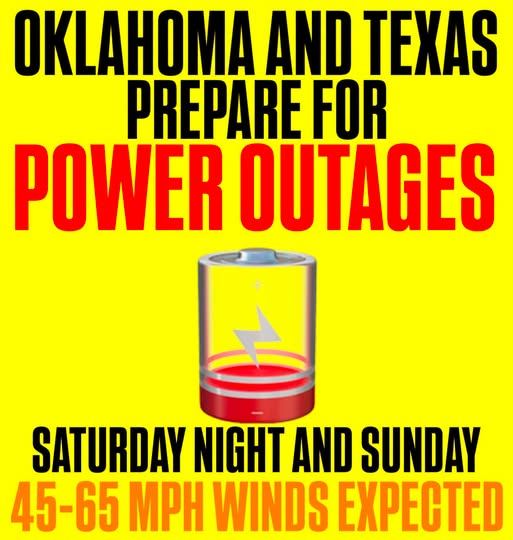 OKLAHOMA AND TEXAS
PREPARE FOR
POWER OUTAGES
SATURDAY NIGHT AND SUNDAY
45-65 MPH WINDS EXPECTED